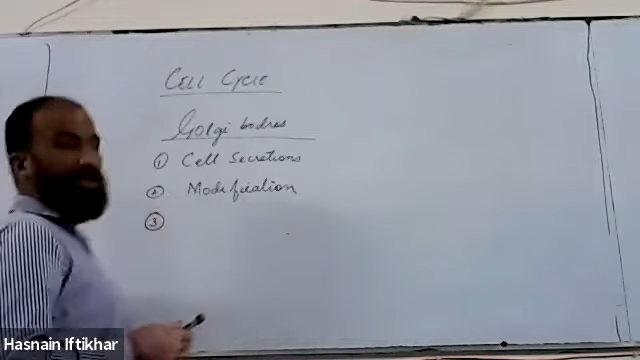 CELL CYCLE
Golgi bodies
① Cell Secretions
② Modification
③
Hasnain Iftikhar